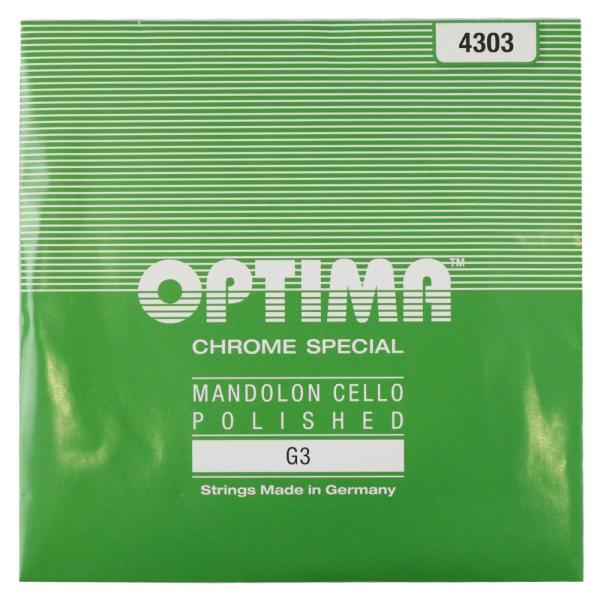 4303
OPTIMA™
CHROME SPECIAL
MANDOLON CELLO
POLISHED
G3
Strings Made in Germany